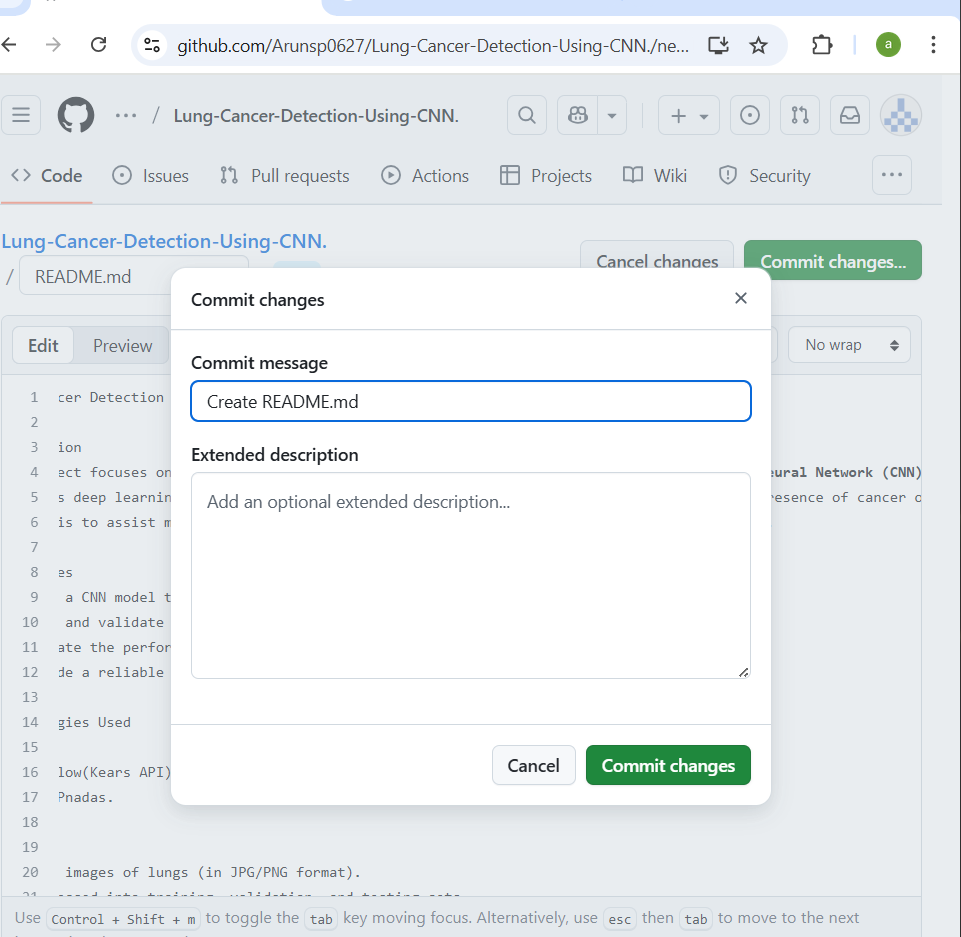 github.com/Arunsp0627/Lung-Cancer-Detection-Using-CNN./ne...
a
... / Lung-Cancer-Detection-Using-CNN.
Code Issues Pull requests Actions Projects Wiki Security ...
Lung-Cancer-Detection-Using-CNN.
/ README.md
Cancel changes Commit changes...
Edit Preview No wrap
Commit changes
Commit message
Create README.md
Extended description
Add an optional extended description...
Cancel Commit changes
1 cer Detection
2
3 ion
4 ect focuses on eural Network (CNN)
5 s deep learnin resence of cancer o
6 is to assist m
7
8 es
9 a CNN model t
10 and validate
11 ate the perfor
12 de a reliable
13
14 gies Used
15
16 low(Kears API)
17 Pnadas.
18
19
20 images of lungs (in JPG/PNG format).
Use Control + Shift + m to toggle the tab key moving focus. Alternatively, use esc then tab to move to the next